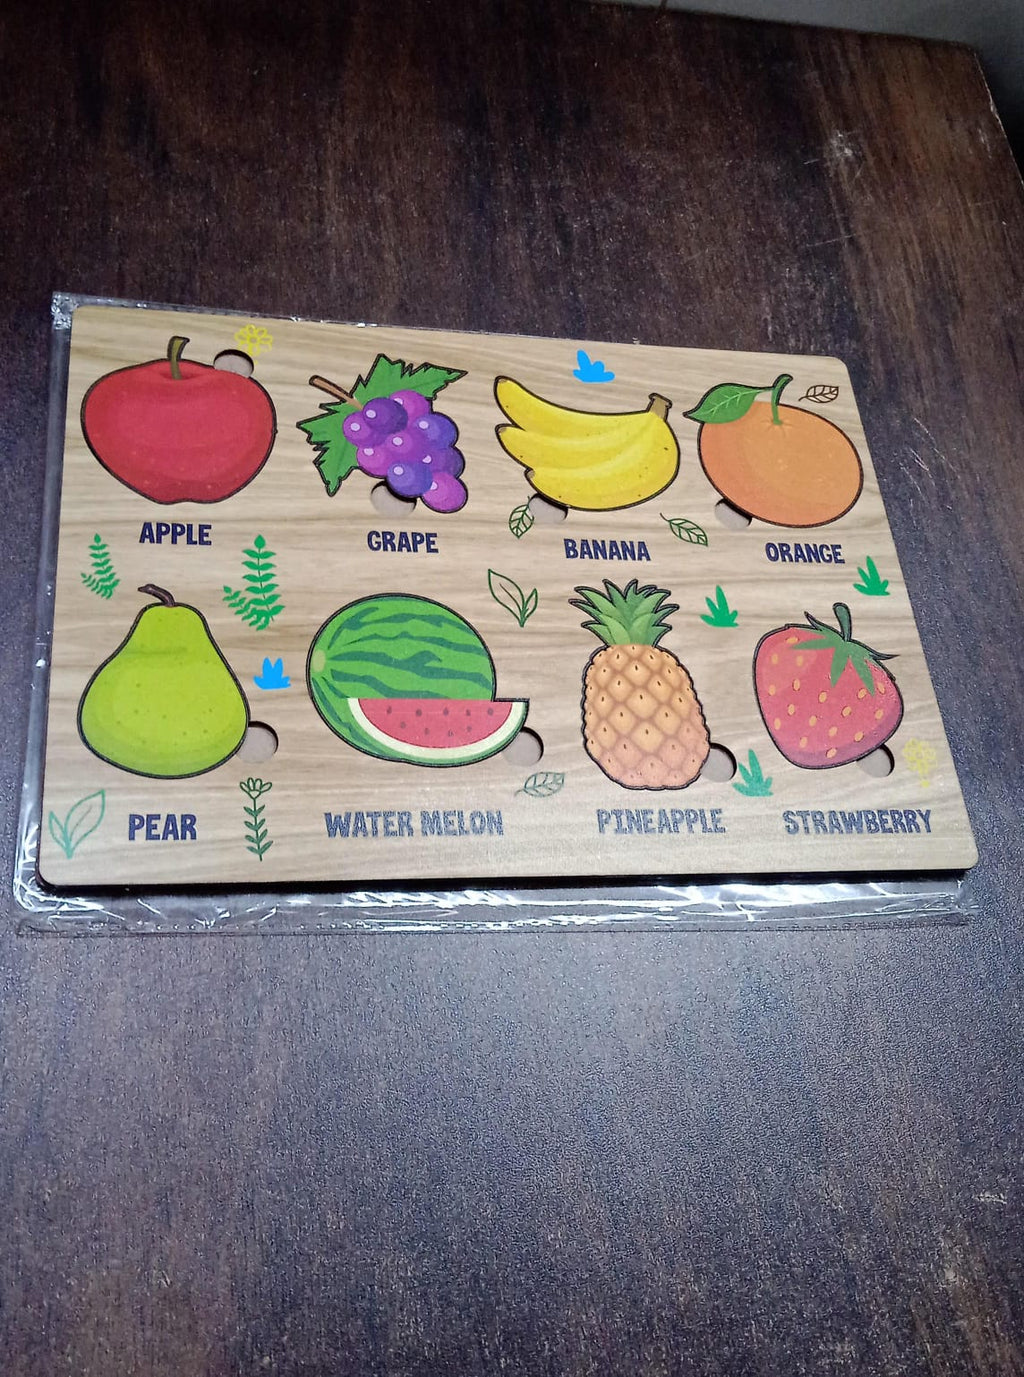 APPLE GRAPE BANANA ORANGE
PEAR WATER MELON PINEAPPLE STRAWBERRY